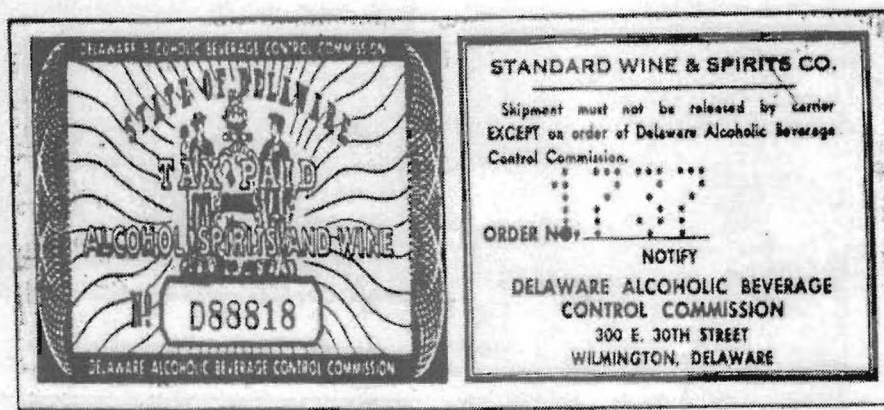 DELAWARE ALCOHOLIC BEVERAGE CONTROL COMMISSION
STATE OF DELAWARE
TAX PAID
ALCOHOL, SPIRITS AND WINE
Nº D88818
DELAWARE ALCOHOLIC BEVERAGE CONTROL COMMISSION
STANDARD WINE & SPIRITS CO.
Shipment must not be released by carrier
EXCEPT on order of Delaware Alcoholic Beverage
Control Commission.
1737
ORDER NO.
NOTIFY
DELAWARE ALCOHOLIC BEVERAGE
CONTROL COMMISSION
300 E. 30TH STREET
WILMINGTON, DELAWARE